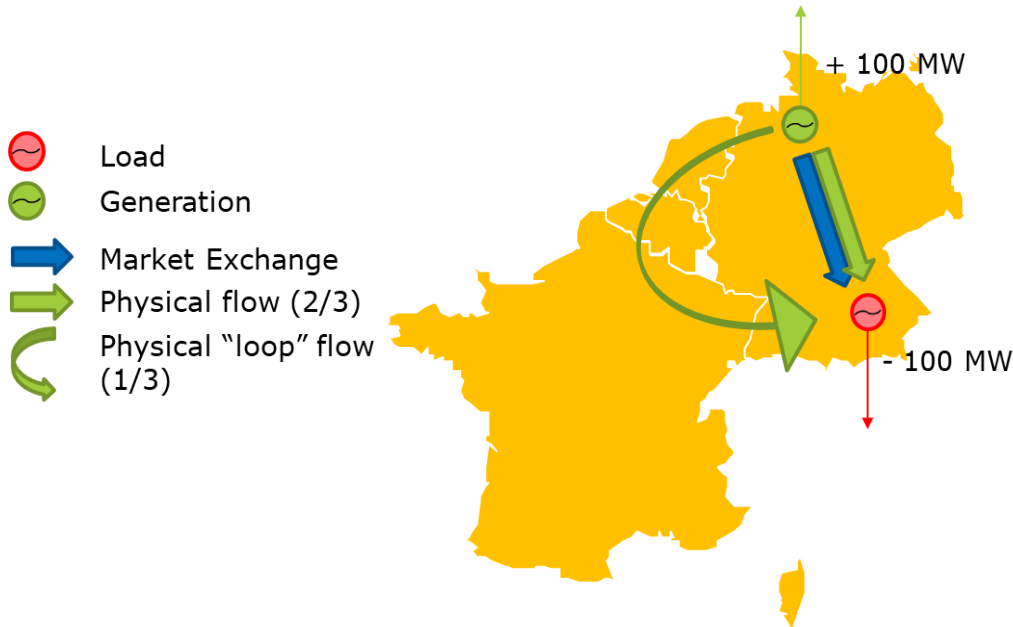 + 100 MW
Load
Generation
Market Exchange
Physical flow (2/3)
Physical “loop” flow
(1/3)
- 100 MW